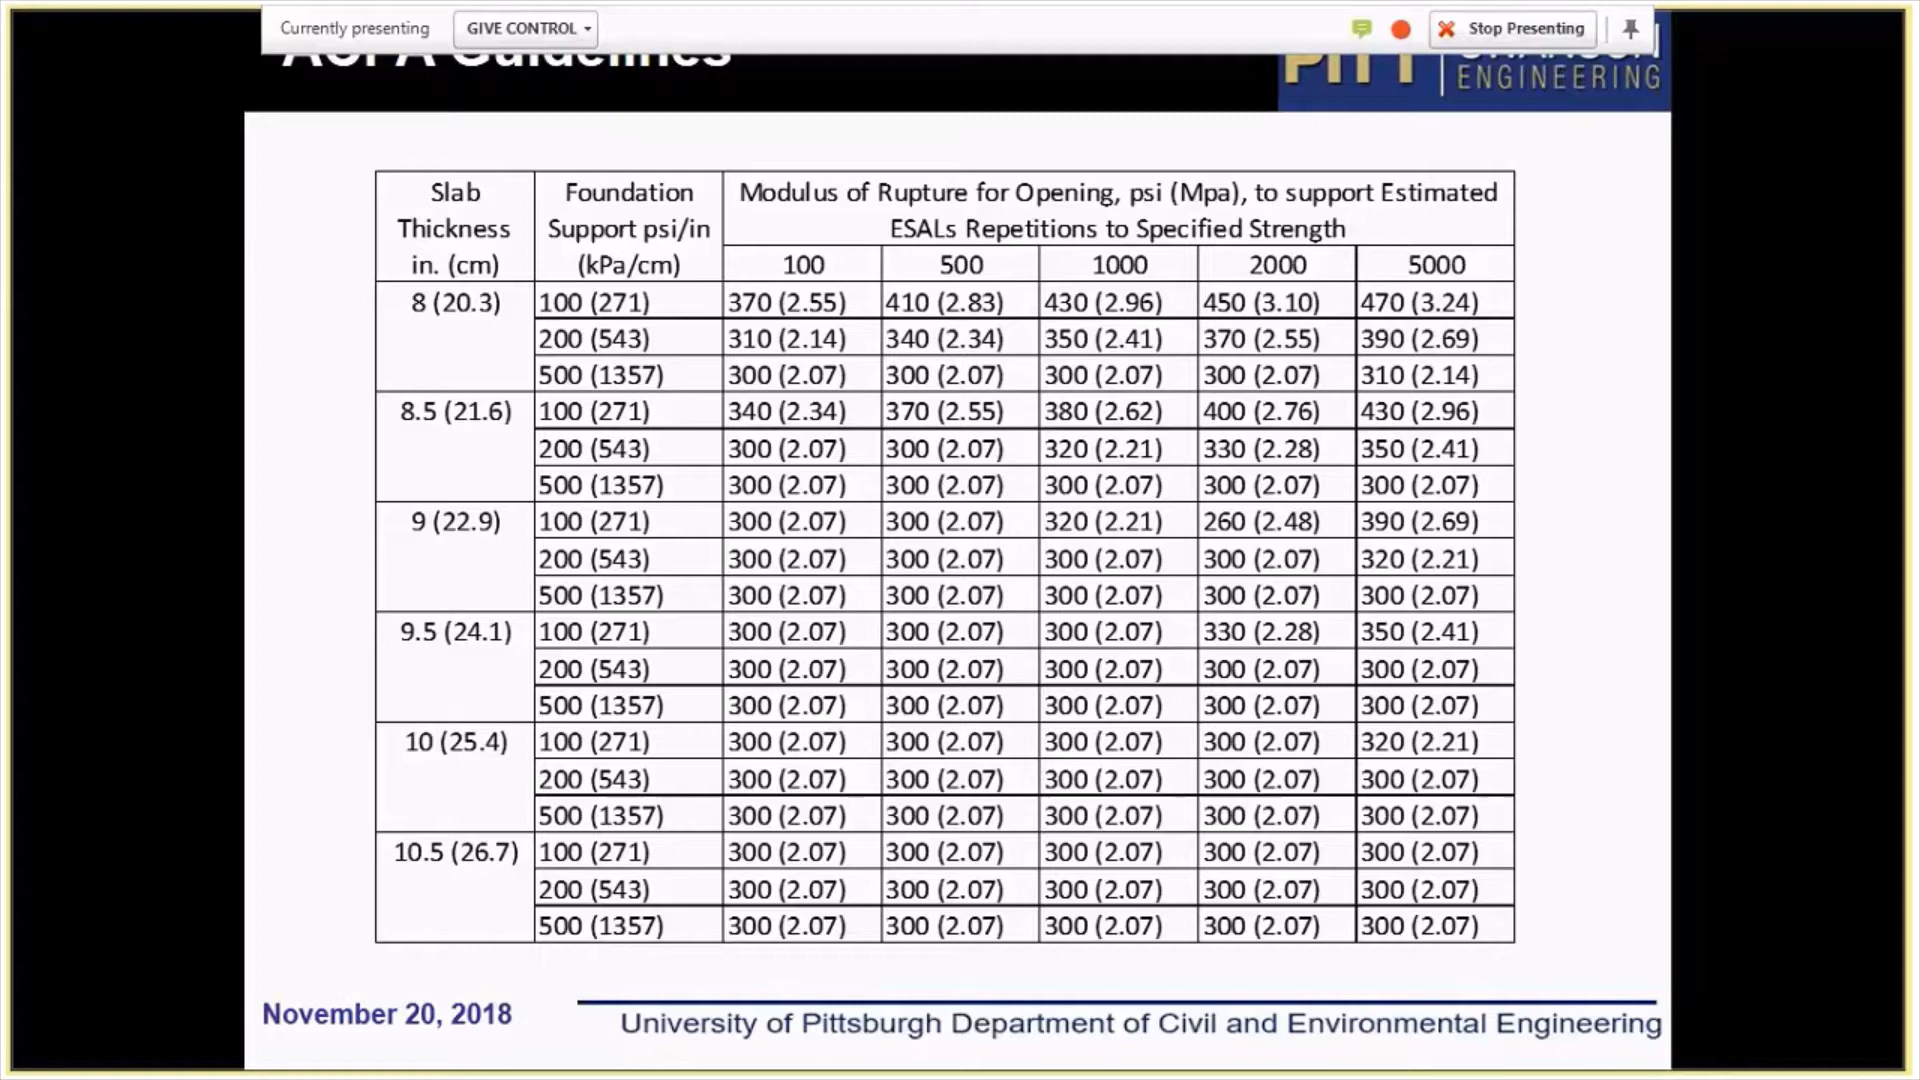 Currently presenting GIVE CONTROL Stop Presenting
ACPA Guidelines
PITT
ENGINEERING
Slab Thickness in. (cm) Foundation Support psi/in (kPa/cm) Modulus of Rupture for Opening, psi (Mpa), to support Estimated
ESALs Repetitions to Specified Strength
100 500 1000 2000 5000
8 (20.3) 100 (271) 370 (2.55) 410 (2.83) 430 (2.96) 450 (3.10) 470 (3.24)
200 (543) 310 (2.14) 340 (2.34) 350 (2.41) 370 (2.55) 390 (2.69)
500 (1357) 300 (2.07) 300 (2.07) 300 (2.07) 300 (2.07) 310 (2.14)
8.5 (21.6) 100 (271) 340 (2.34) 370 (2.55) 380 (2.62) 400 (2.76) 430 (2.96)
200 (543) 300 (2.07) 300 (2.07) 320 (2.21) 330 (2.28) 350 (2.41)
500 (1357) 300 (2.07) 300 (2.07) 300 (2.07) 300 (2.07) 300 (2.07)
9 (22.9) 100 (271) 300 (2.07) 300 (2.07) 320 (2.21) 260 (2.48) 390 (2.69)
200 (543) 300 (2.07) 300 (2.07) 300 (2.07) 300 (2.07) 320 (2.21)
500 (1357) 300 (2.07) 300 (2.07) 300 (2.07) 300 (2.07) 300 (2.07)
9.5 (24.1) 100 (271) 300 (2.07) 300 (2.07) 300 (2.07) 330 (2.28) 350 (2.41)
200 (543) 300 (2.07) 300 (2.07) 300 (2.07) 300 (2.07) 300 (2.07)
500 (1357) 300 (2.07) 300 (2.07) 300 (2.07) 300 (2.07) 300 (2.07)
10 (25.4) 100 (271) 300 (2.07) 300 (2.07) 300 (2.07) 300 (2.07) 320 (2.21)
200 (543) 300 (2.07) 300 (2.07) 300 (2.07) 300 (2.07) 300 (2.07)
500 (1357) 300 (2.07) 300 (2.07) 300 (2.07) 300 (2.07) 300 (2.07)
10.5 (26.7) 100 (271) 300 (2.07) 300 (2.07) 300 (2.07) 300 (2.07) 300 (2.07)
200 (543) 300 (2.07) 300 (2.07) 300 (2.07) 300 (2.07) 300 (2.07)
500 (1357) 300 (2.07) 300 (2.07) 300 (2.07) 300 (2.07) 300 (2.07)
November 20, 2018
University of Pittsburgh Department of Civil and Environmental Engineering